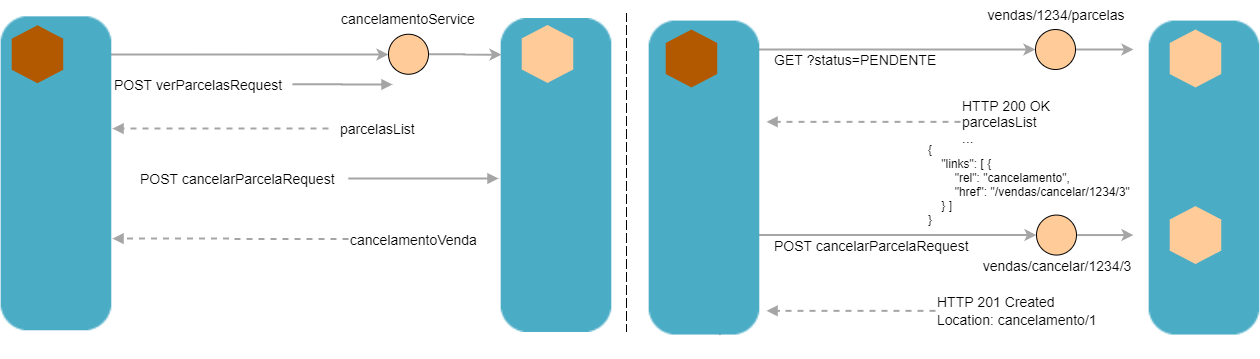 cancelamentoService
POST verParcelasRequest
parcelasList
POST cancelarParcelaRequest
cancelamentoVenda
vendas/1234/parcelas
GET ?status=PENDENTE
HTTP 200 OK
parcelasList
...
{
"links": [ {
"rel": "cancelamento",
"href": "/vendas/cancelar/1234/3"
} ]
}
POST cancelarParcelaRequest
vendas/cancelar/1234/3
HTTP 201 Created
Location: cancelamento/1